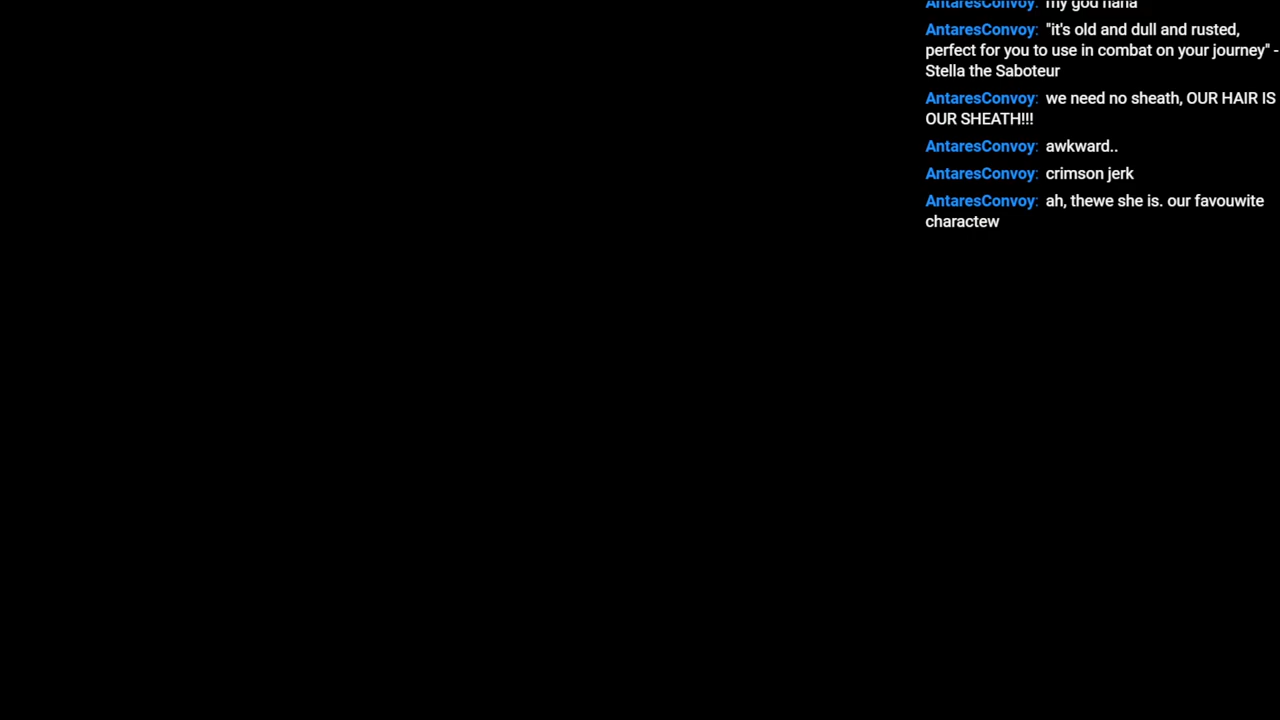 AntaresConvoy: my god haha
AntaresConvoy: "it's old and dull and rusted,
perfect for you to use in combat on your journey" -
Stella the Saboteur
AntaresConvoy: we need no sheath, OUR HAIR IS
OUR SHEATH!!!
AntaresConvoy: awkward..
AntaresConvoy: crimson jerk
AntaresConvoy: ah, thewe she is. our favouwite
charactew